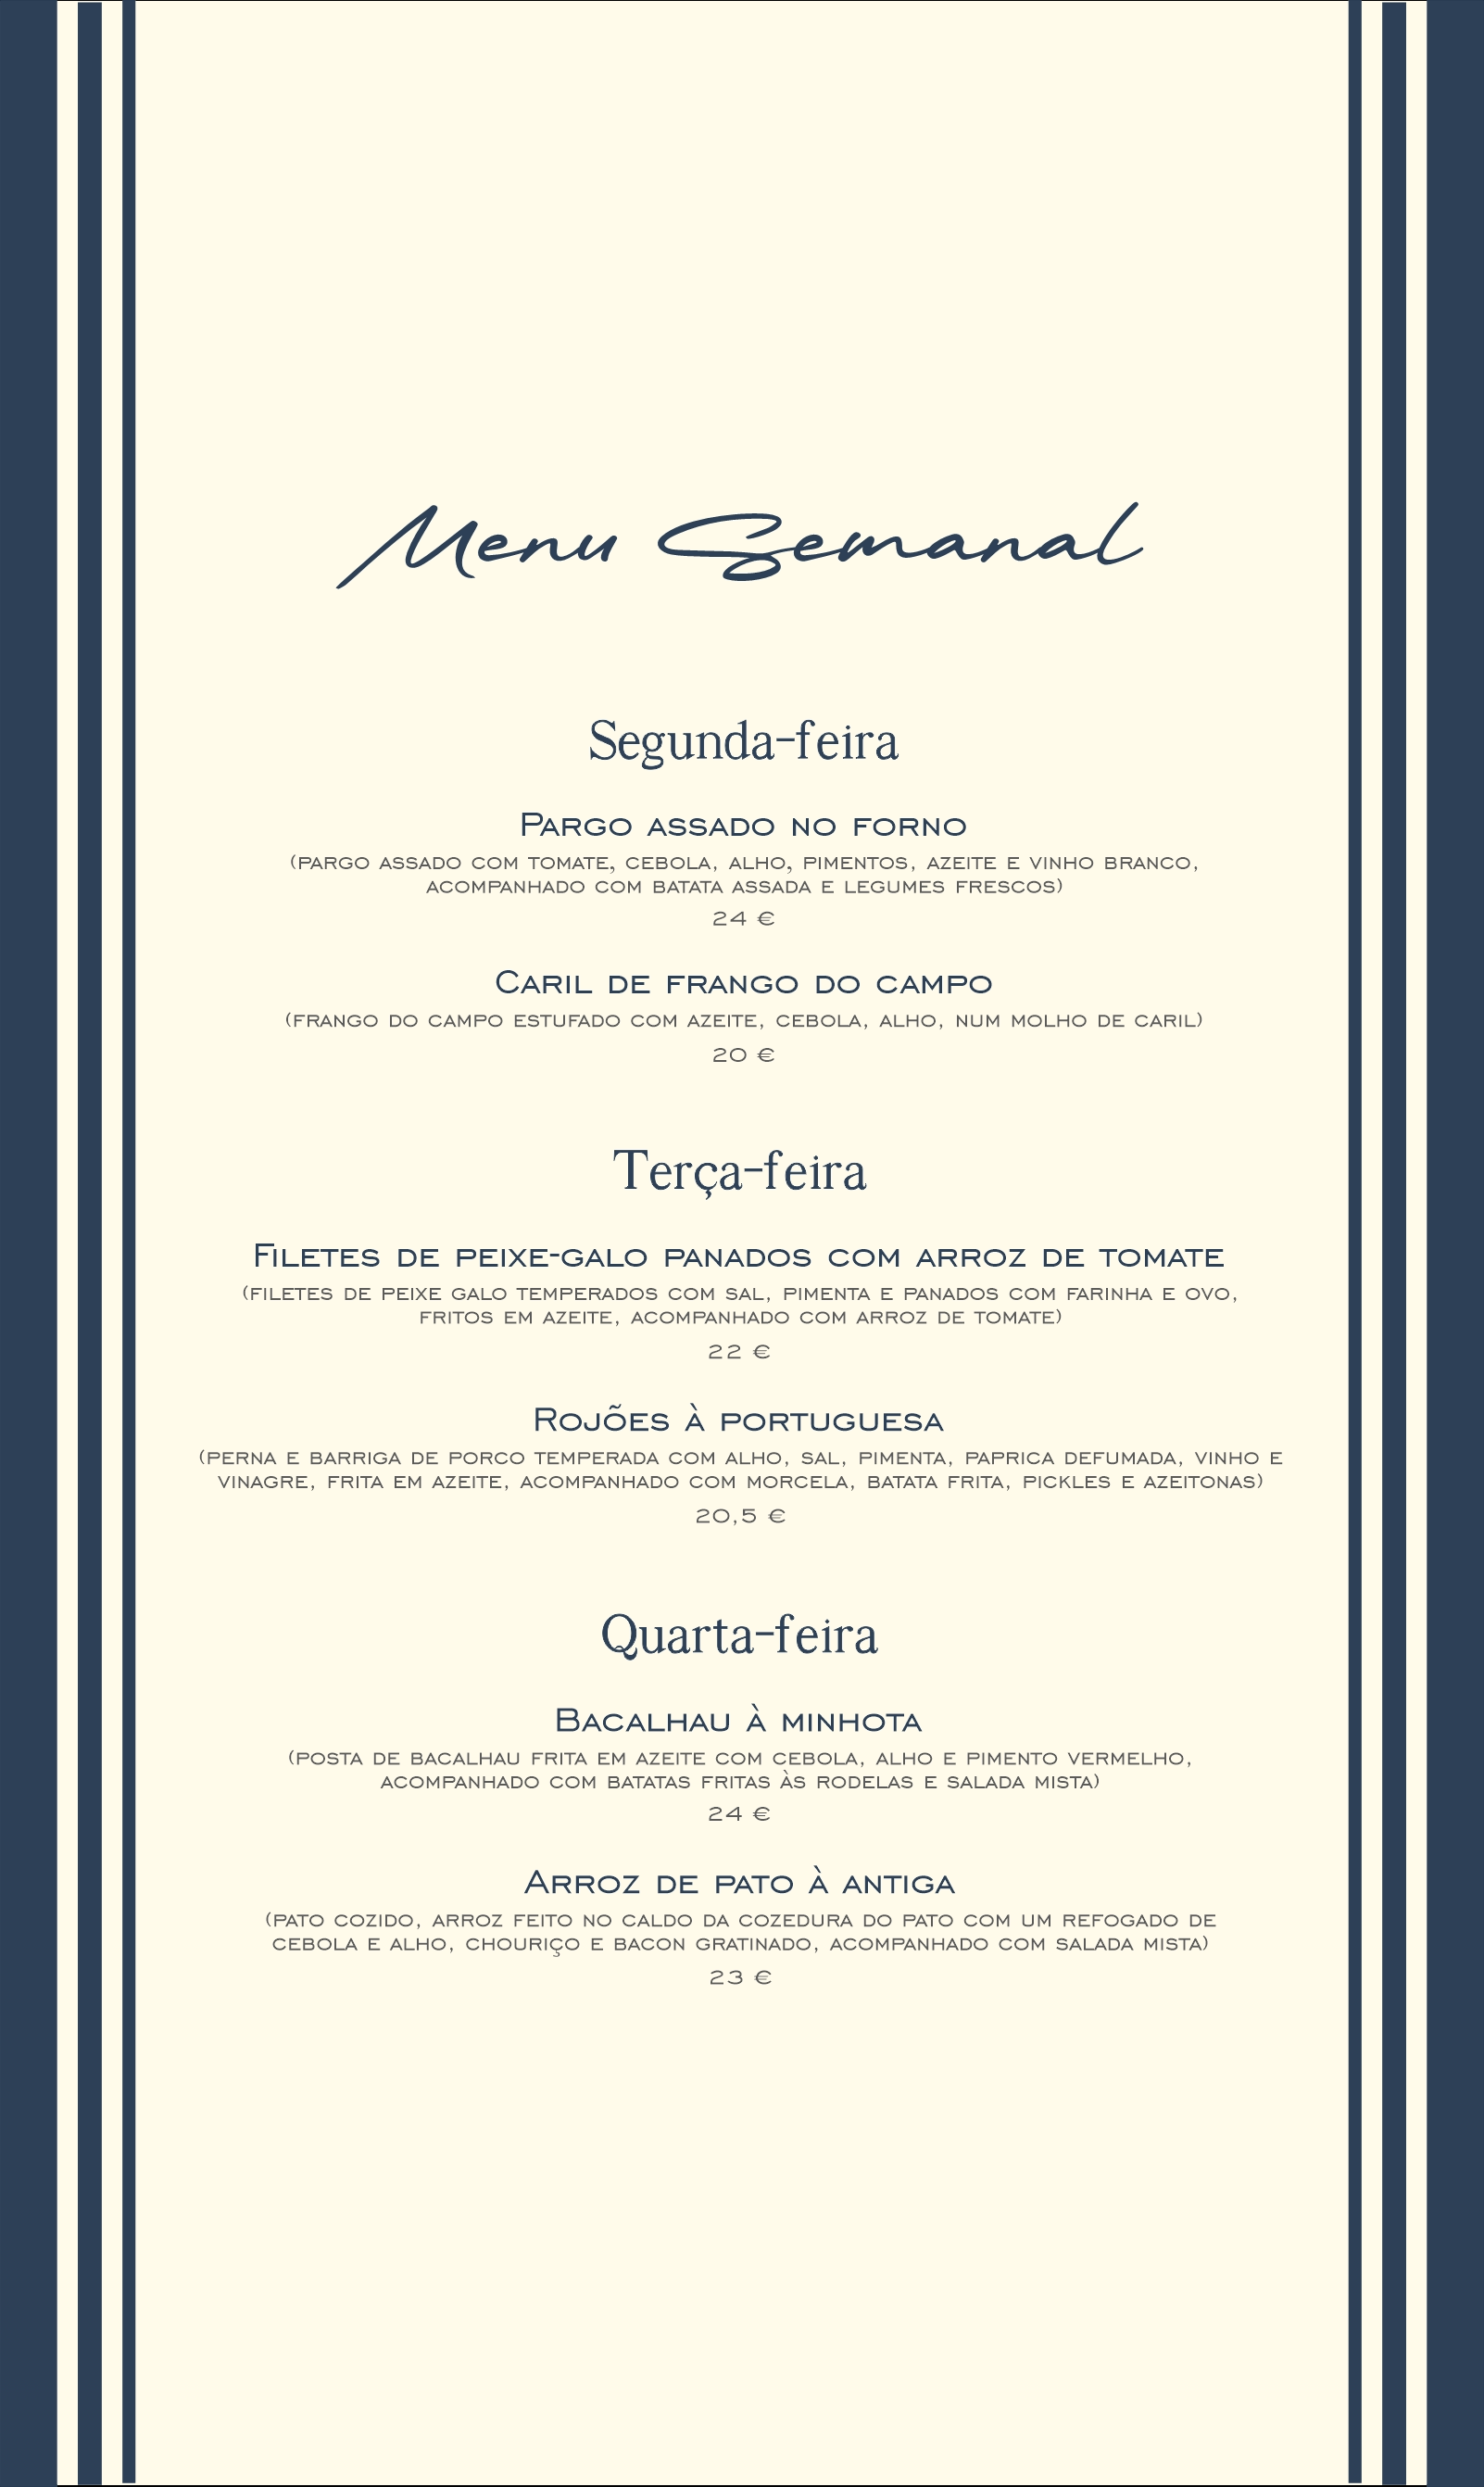 Menu Semanal
Segunda-feira
Pargo assado no forno
(pargo assado com tomate, cebola, alho, pimentos, azeite e vinho branco,
acompanhado com batata assada e legumes frescos)
24 €
Caril de frango do campo
(frango do campo estufado com azeite, cebola, alho, num molho de caril)
20 €
Terça-feira
Filetes de peixe-galo panados com arroz de tomate
(filetes de peixe galo temperados com sal, pimenta e panados com farinha e ovo,
fritos em azeite, acompanhado com arroz de tomate)
22 €
Rojões à portuguesa
(perna e barriga de porco temperada com alho, sal, pimenta, paprica defumada, vinho e
vinagre, frita em azeite, acompanhado com morcela, batata frita, pickles e azeitonas)
20,5 €
Quarta-feira
Bacalhau à minhota
(posta de bacalhau frita em azeite com cebola, alho e pimento vermelho,
acompanhado com batatas fritas às rodelas e salada mista)
24 €
Arroz de pato à antiga
(pato cozido, arroz feito no caldo da cozedura do pato com um refogado de
cebola e alho, chouriço e bacon gratinado, acompanhado com salada mista)
23 €